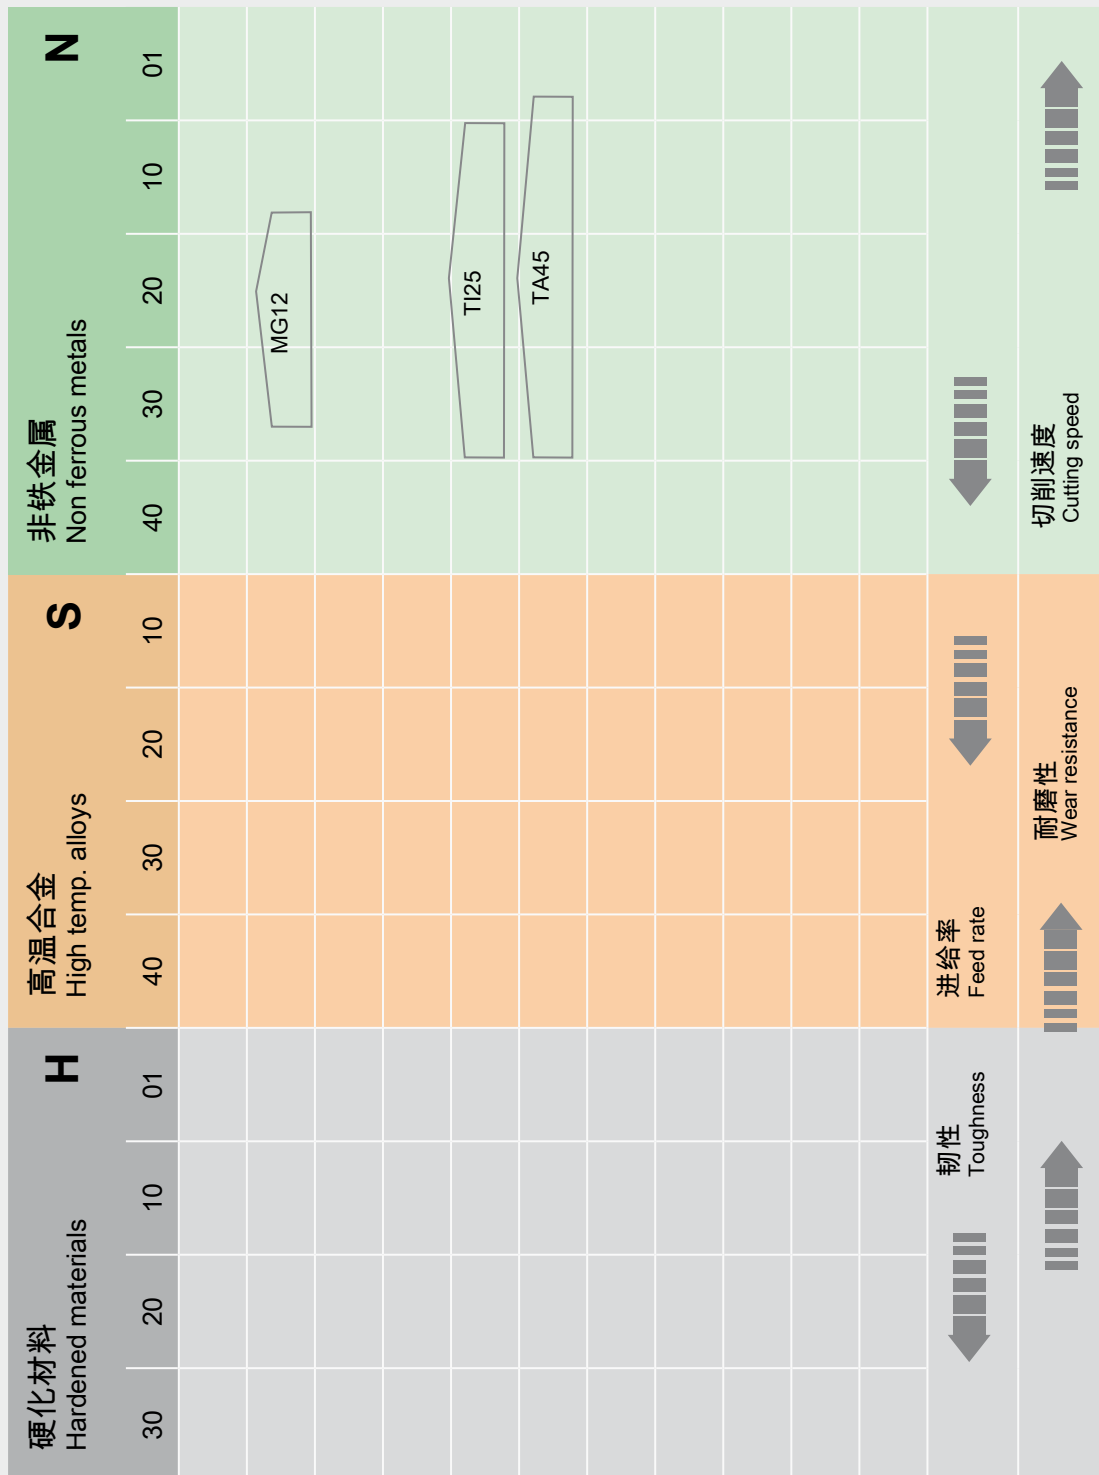 N
非铁金属
Non ferrous metals
01
10
20
30
40
MG12
TI25
TA45
切削速度
Cutting speed
S
高温合金
High temp. alloys
10
20
30
40
进给率
Feed rate
耐磨性
Wear resistance
H
硬化材料
Hardened materials
01
10
20
30
韧性
Toughness